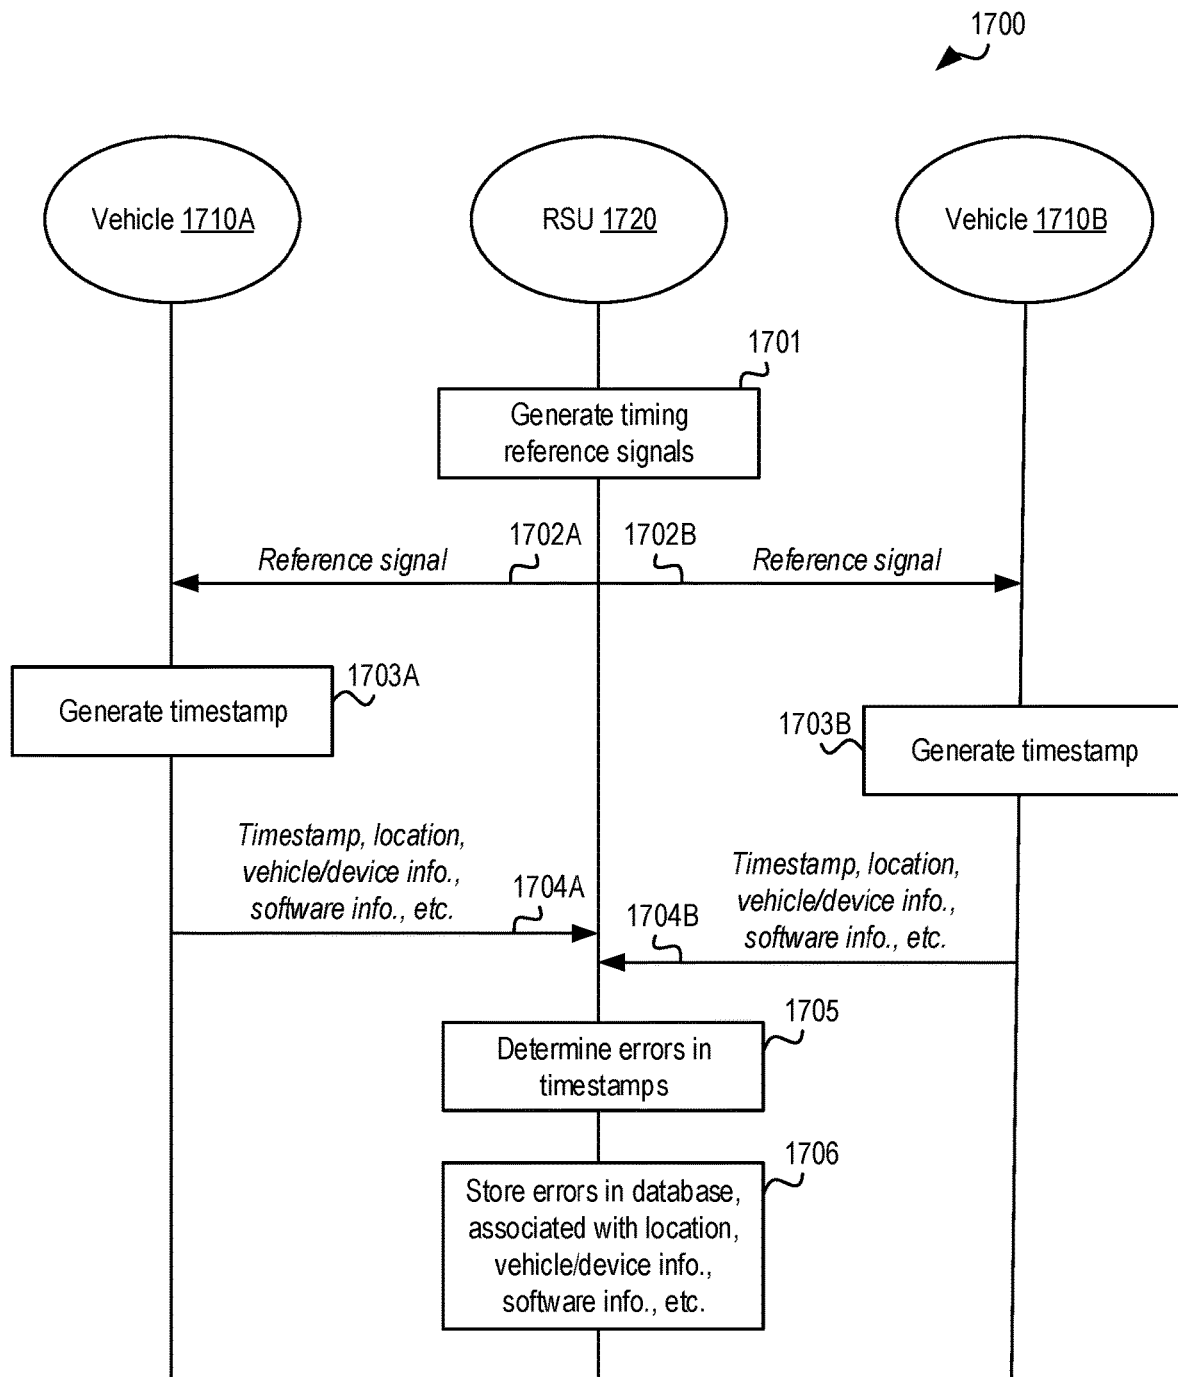 1700
Vehicle 1710A
RSU 1720
Vehicle 1710B
1701
Generate timing
reference signals
1702A
1702B
Reference signal
Reference signal
1703A
Generate timestamp
1703B
Generate timestamp
Timestamp, location,
vehicle/device info.,
software info., etc.
1704A
Timestamp, location,
vehicle/device info.,
software info., etc.
1704B
1705
Determine errors in
timestamps
1706
Store errors in database,
associated with location,
vehicle/device info.,
software info., etc.